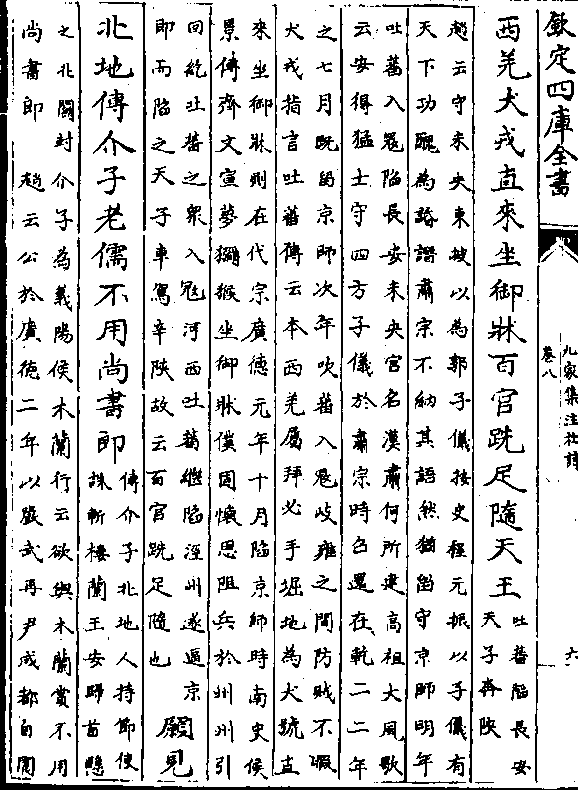 欽定四庫全書
九家集注杜詩
卷八
六
西羌犬戎直來坐御牀百官跣足隨天王
吐蕃陷長安
天子奔陝
趙云守未央東坡以為郭子儀按史程元振以子儀有
天下功醜為詆譖肅宗不納其語然猶留守京師明年
吐蕃入冦陷長安未央宫名漢蕭何所建高祖大風歌
云安得猛士守四方子儀於肅宗時召還在乾二二年
之七月既留京師次年吹蕃入冦岐雍之間防賊不暇
犬戎指言吐蕃傳云本西羌屬拜必手據地為犬號直
來坐御牀則在代宗廣德元年十月陷京師時南史侯
景傳齊文宣夢獼猴坐御牀僕固懷恩阻兵於州州引
回紇吐蕃之衆入冦河西吐蕃繼陷涇州遂逼京
即而陷之天子車駕幸陝故云百官跣足隨也
願見
北地傅介子老儒不用尚書郎
傅介子北地人持節使
誅斬樓蘭王安歸首懸
之北闕封介子為義陽侯木蘭行云欲與木蘭賞不用
尚書郎　趙云公於廣德二年以嚴武再尹成都自閬